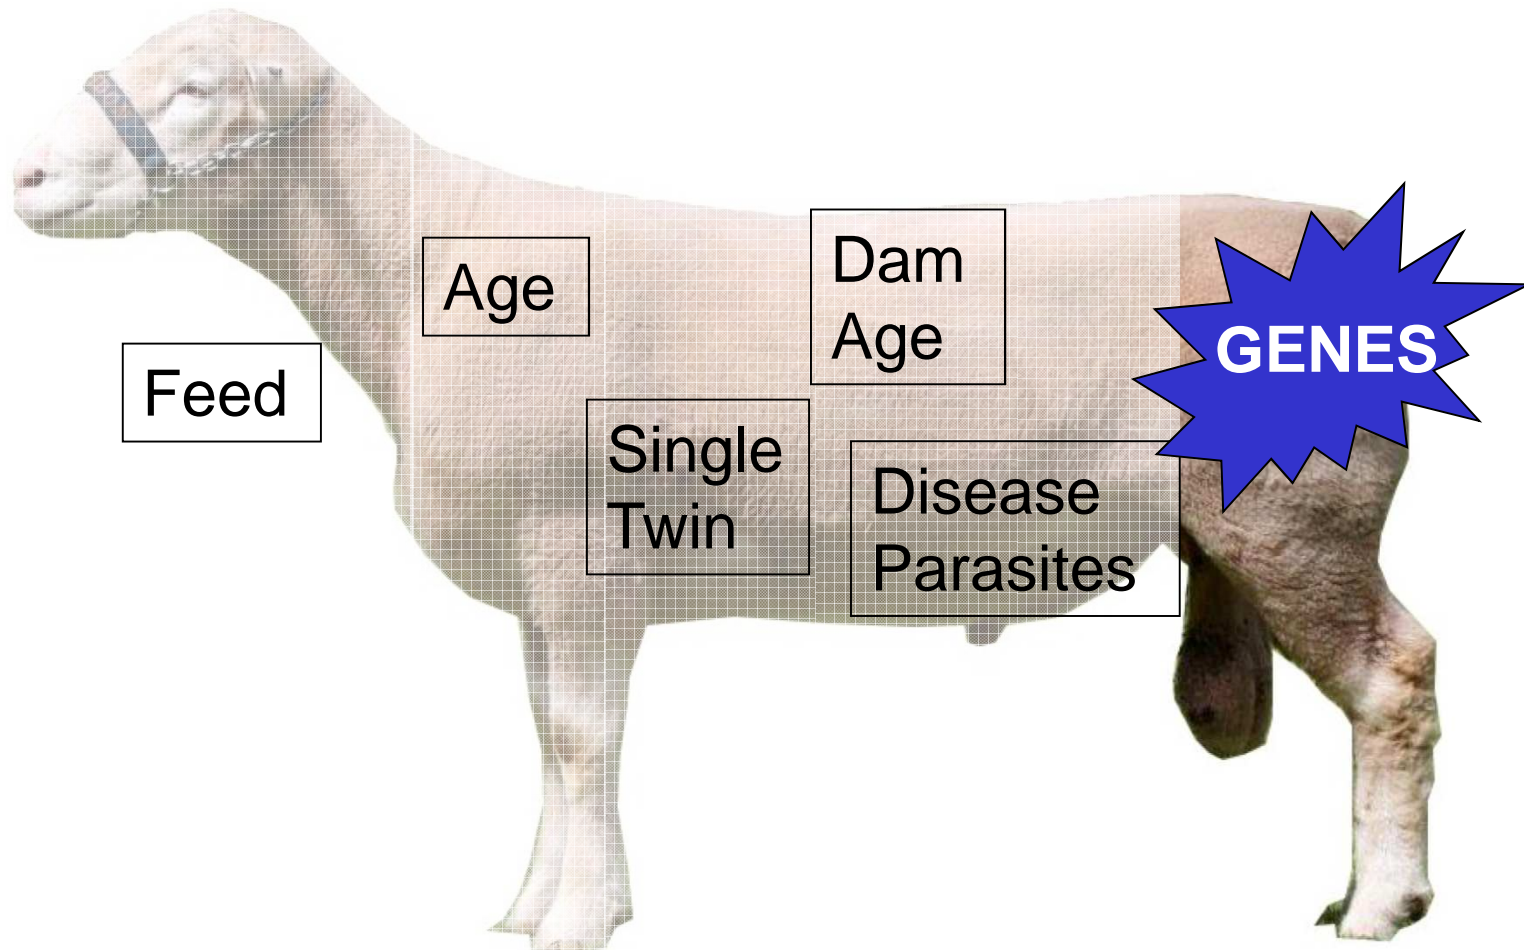 Feed
Age
Single
Twin
Dam
Age
Disease
Parasites
GENES